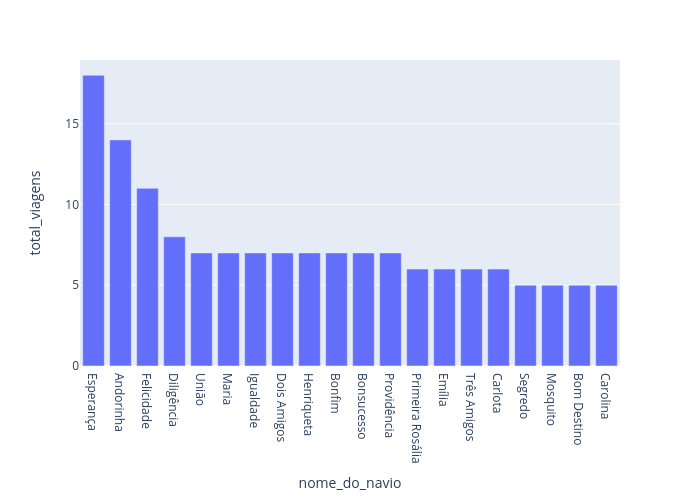 total_viagens
15
10
5
0
Esperança
Andorinha
Felicidade
Diligência
União
Maria
Igualdade
Dois Amigos
Henriqueta
Bonfim
Bonsucesso
Providência
Primeira Rosália
Emília
Três Amigos
Carlota
Segredo
Mosquito
Bom Destino
Carolina
nome_do_navio